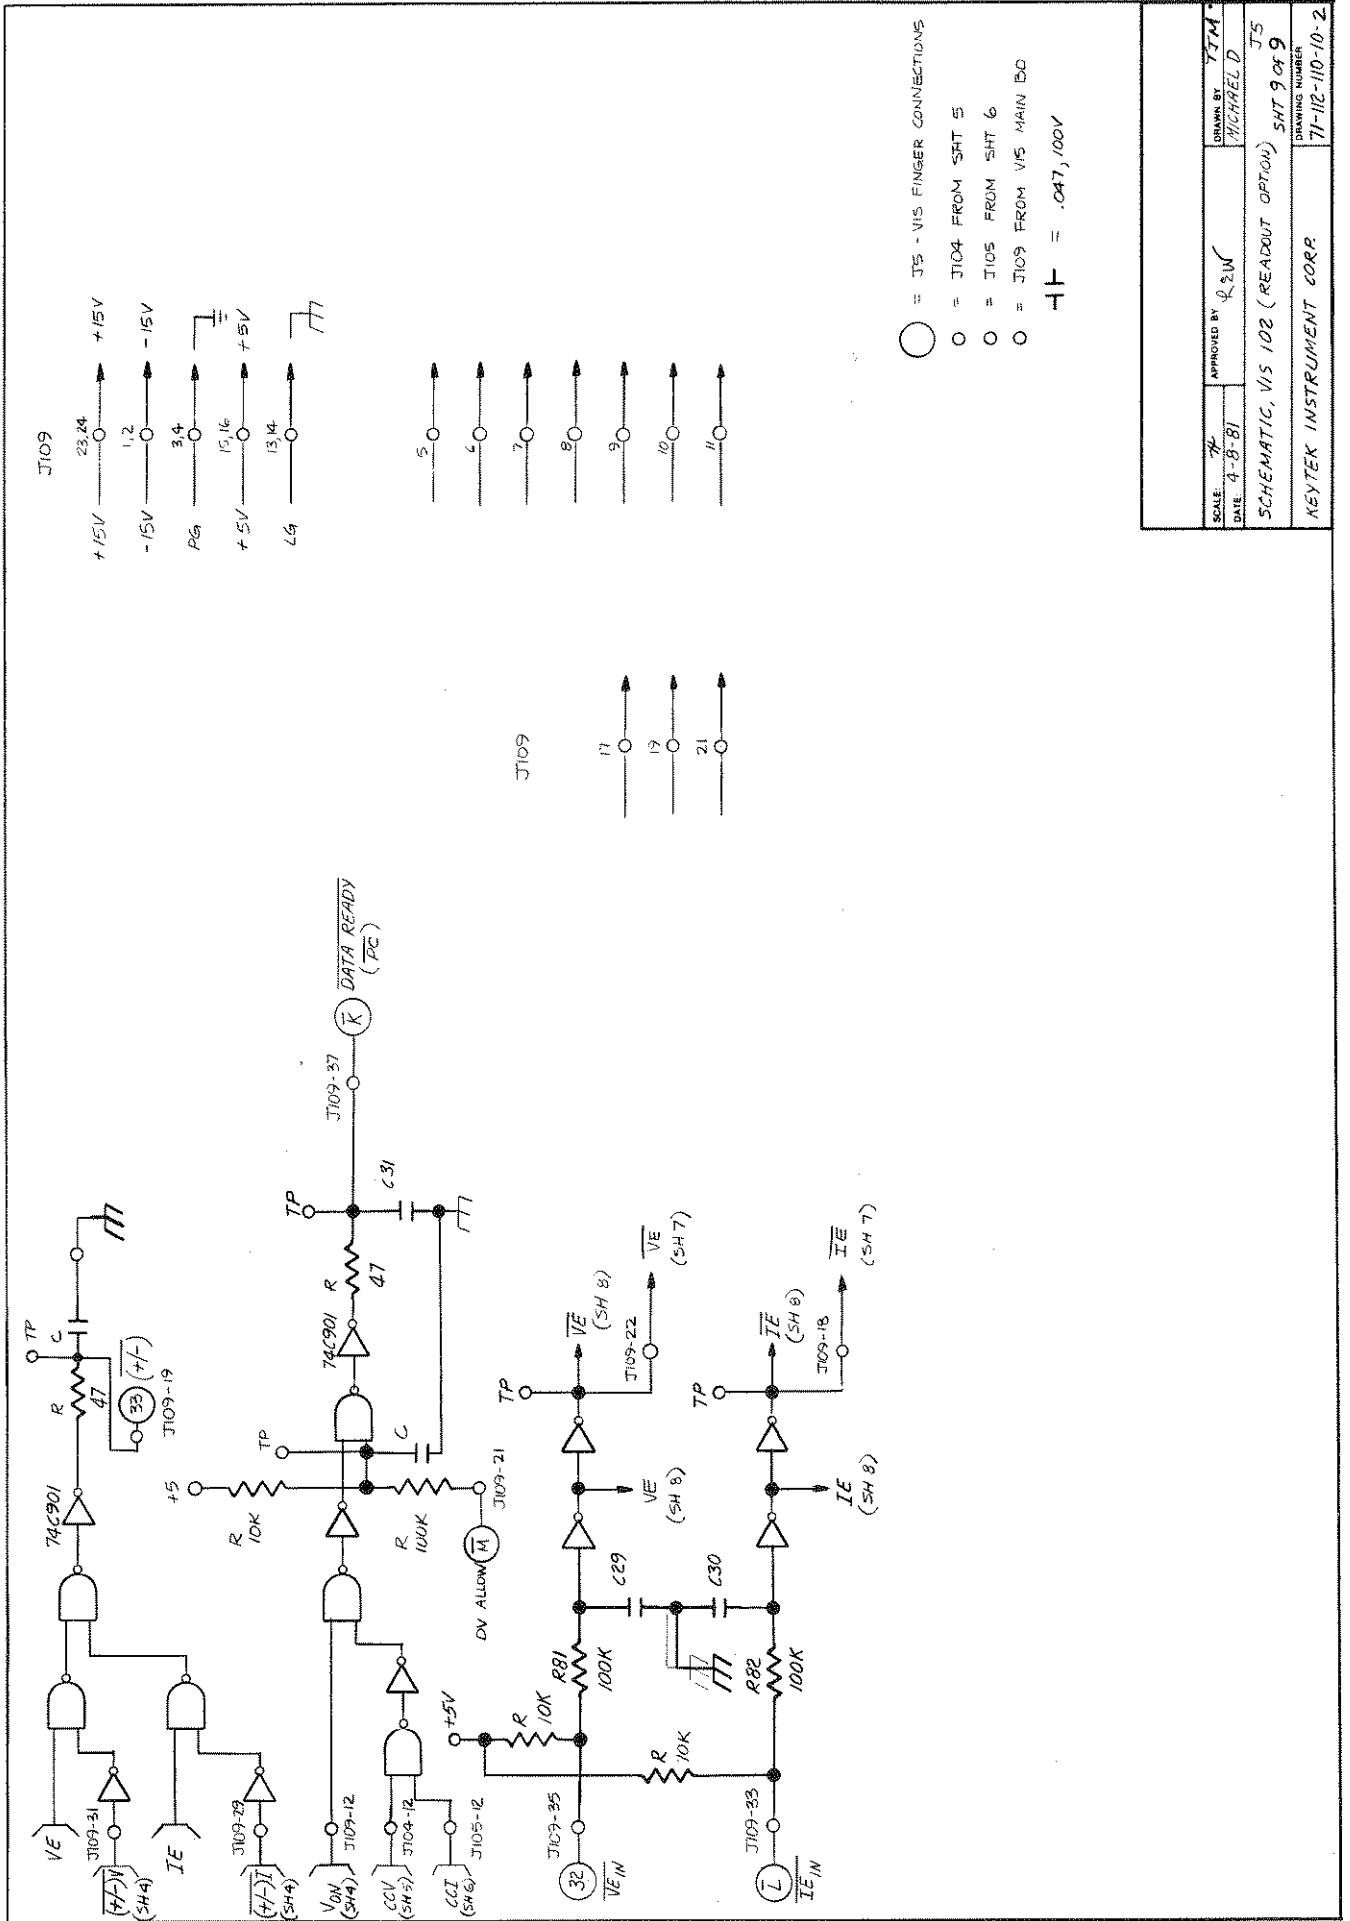 J109
+15V 23,24 +15V
-15V 1,2 -15V
PG 3,4
+5V 15,16 +5V
LG 13,14
5
6
7
8
9
10
11
J109
17
19
21
VE
J109-31
(+/-)V
(SH4)
IE
J109-29
(+/-)I
(SH4)
74C901
R
47
TP
C
33
(+/-)
J109-19
VON
(SH4)
J109-12
CCV
(SH5)
J104-12
CCI
(SH6)
J105-12
+5
R
10K
R
100K
TP
C
DV ALLOW
M
J109-21
74C901
R
47
TP
C31
J109-37
K
DATA READY
(PC)
32
VEIN
J109-35
+5V
R
10K
R
10K
R81
100K
C29
C30
R82
100K
L
IEIN
J109-33
VE
(SH 8)
TP
VE
(SH 8)
J109-22
VE
(SH 7)
IE
(SH 8)
TP
IE
(SH 8)
J109-18
IE
(SH 7)
= J5 - VIS FINGER CONNECTIONS
= J104 FROM SHT 5
= J105 FROM SHT 6
= J109 FROM VIS MAIN BD
= .047, 100V
SCALE:
APPROVED BY
DRAWN BY TJM
DATE: 4-8-81
MICHAEL D
SCHEMATIC, VIS 102 (READOUT OPTION) J5
SHT 9 OF 9
KEYTEK INSTRUMENT CORP.
DRAWING NUMBER
71-112-110-10-2